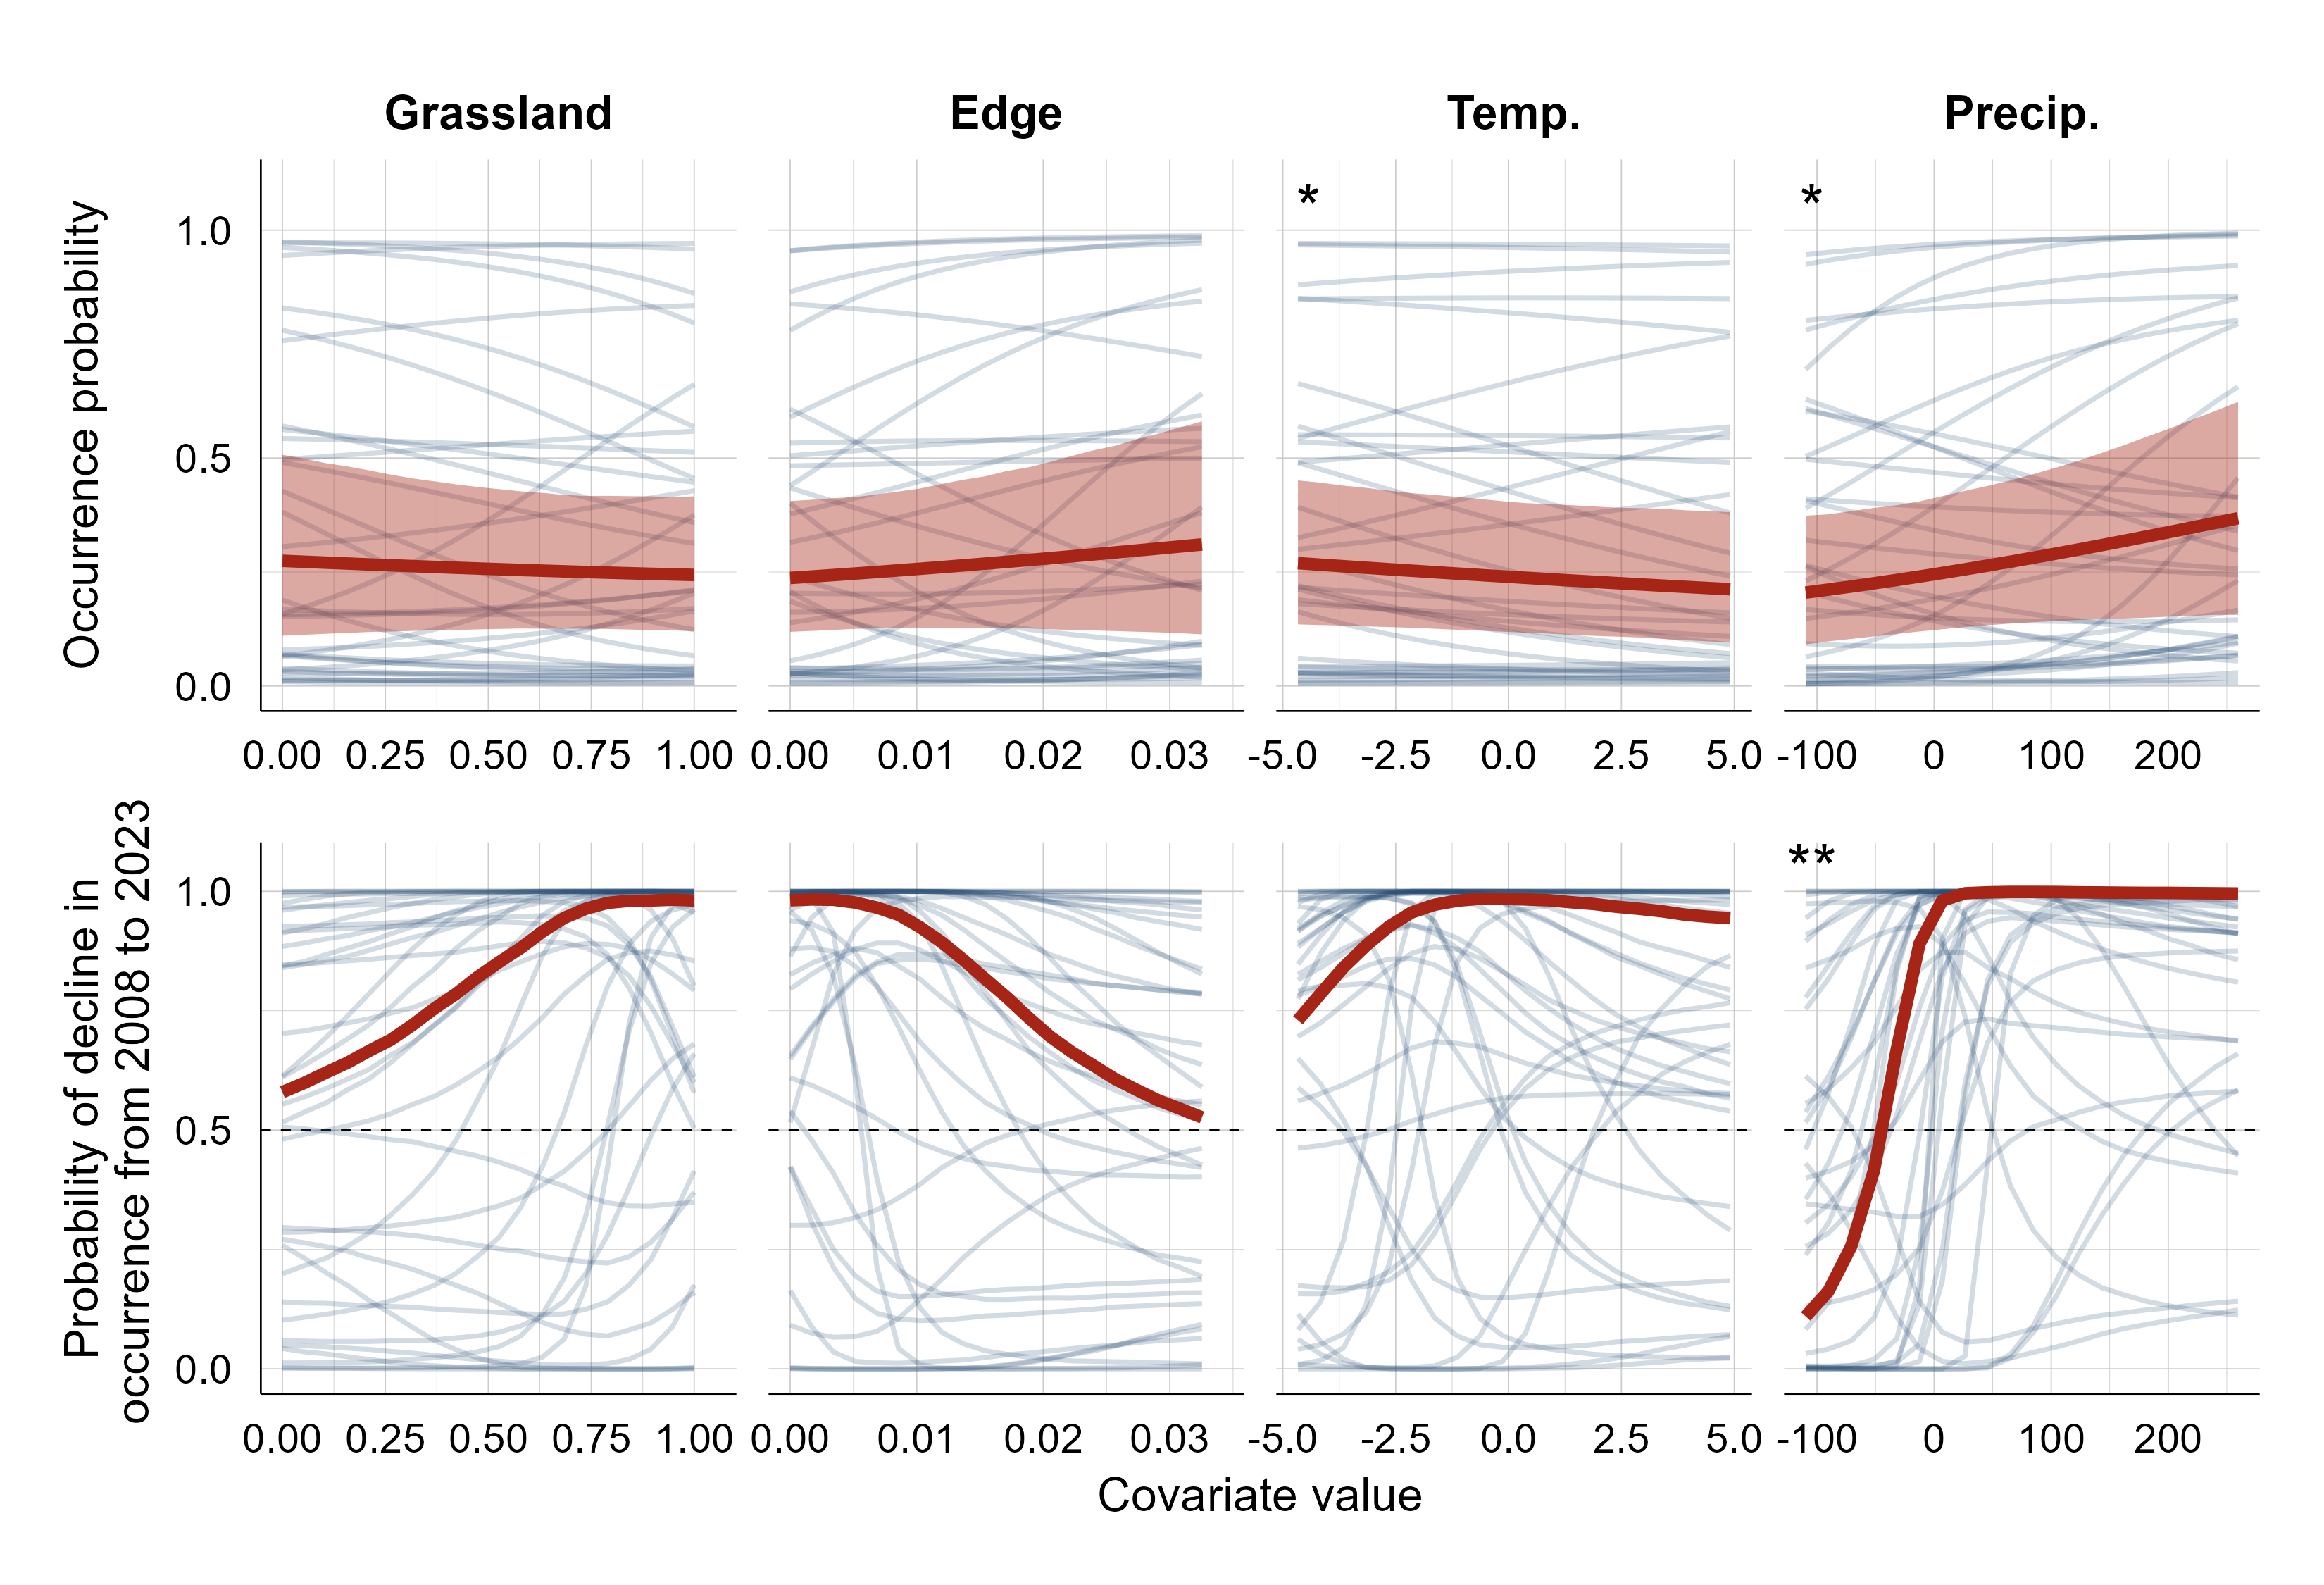 Grassland Edge Temp. Precip.
* *
Occurrence probability
1.0
0.5
0.0
0.00 0.25 0.50 0.75 1.00 0.00 0.01 0.02 0.03 -5.0 -2.5 0.0 2.5 5.0 -100 0 100 200
**
Probability of decline in
occurrence from 2008 to 2023
1.0
0.5
0.0
0.00 0.25 0.50 0.75 1.00 0.00 0.01 0.02 0.03 -5.0 -2.5 0.0 2.5 5.0 -100 0 100 200
Covariate value